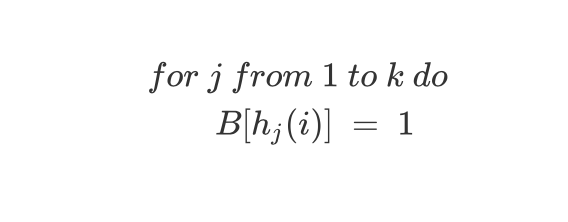 for j from 1 to k do
B[h_j(i)] = 1